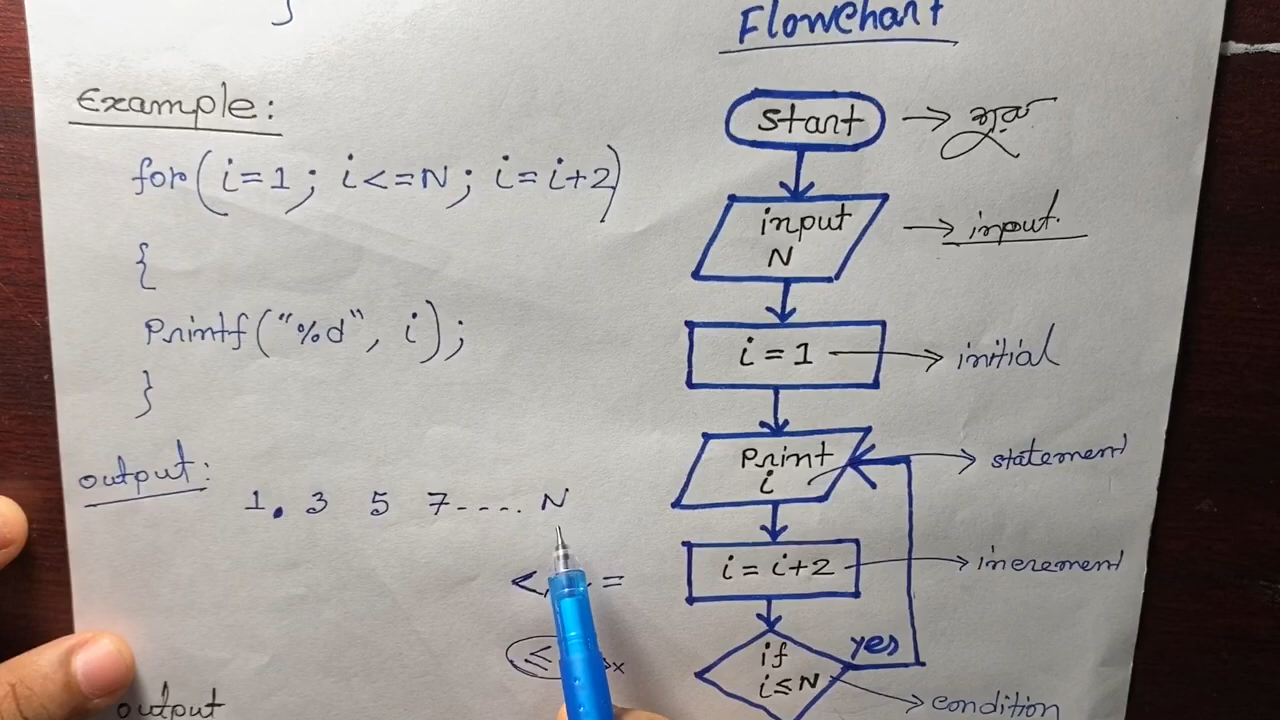 Example:
for(i=1; i<=N; i=i+2)
{
Printf("%d", i);
}
output:
1. 3 5 7----. N
=
≤
x
output
Flowchart
start → শুরু
input
N
→ input.
i = 1 → initial
Print
i
→ statement
i = i+2 → increment
if
i≤N
yes
→ condition